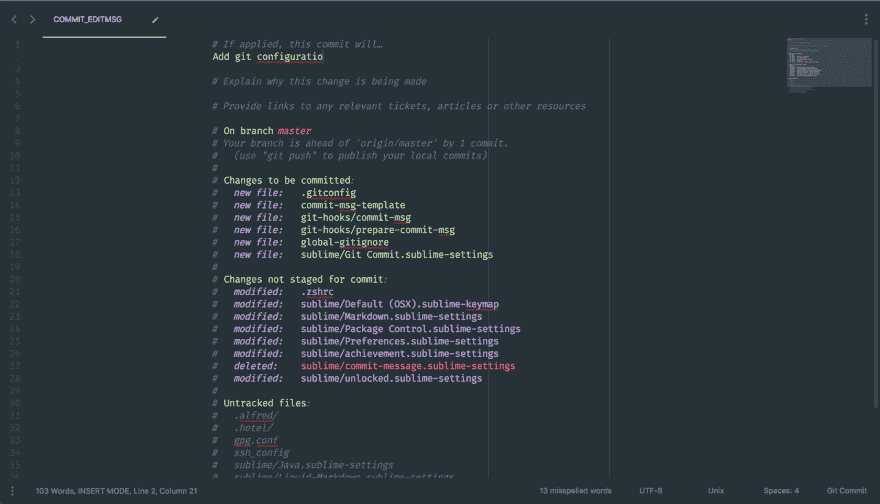 COMMIT_EDITMSG
1 # If applied, this commit will…
Add git configuratio
3
4 # Explain why this change is being made
5
6 # Provide links to any relevant tickets, articles or other resources
7
8 # On branch master
9 # Your branch is ahead of 'origin/master' by 1 commit.
10 #   (use "git push" to publish your local commits)
11 #
12 # Changes to be committed:
13 #   new file:   .gitconfig
14 #   new file:   commit-msg-template
15 #   new file:   git-hooks/commit-msg
16 #   new file:   git-hooks/prepare-commit-msg
17 #   new file:   global-gitignore
18 #   new file:   sublime/Git Commit.sublime-settings
19 #
20 # Changes not staged for commit:
21 #   modified:   .zshrc
22 #   modified:   sublime/Default (OSX).sublime-keymap
23 #   modified:   sublime/Markdown.sublime-settings
24 #   modified:   sublime/Package Control.sublime-settings
25 #   modified:   sublime/Preferences.sublime-settings
26 #   modified:   sublime/achievement.sublime-settings
27 #   deleted:    sublime/commit-message.sublime-settings
28 #   modified:   sublime/unlocked.sublime-settings
29 #
30 # Untracked files:
31 #   .alfred/
32 #   .hotel/
33 #   gpg.conf
34 #   ssh_config
35 #   sublime/Java.sublime-settings
36 #   sublime/Liquid-Markdown.sublime-settings
103 Words, INSERT MODE, Line 2, Column 21 13 misspelled words UTF-8 Unix Spaces: 4 Git Commit